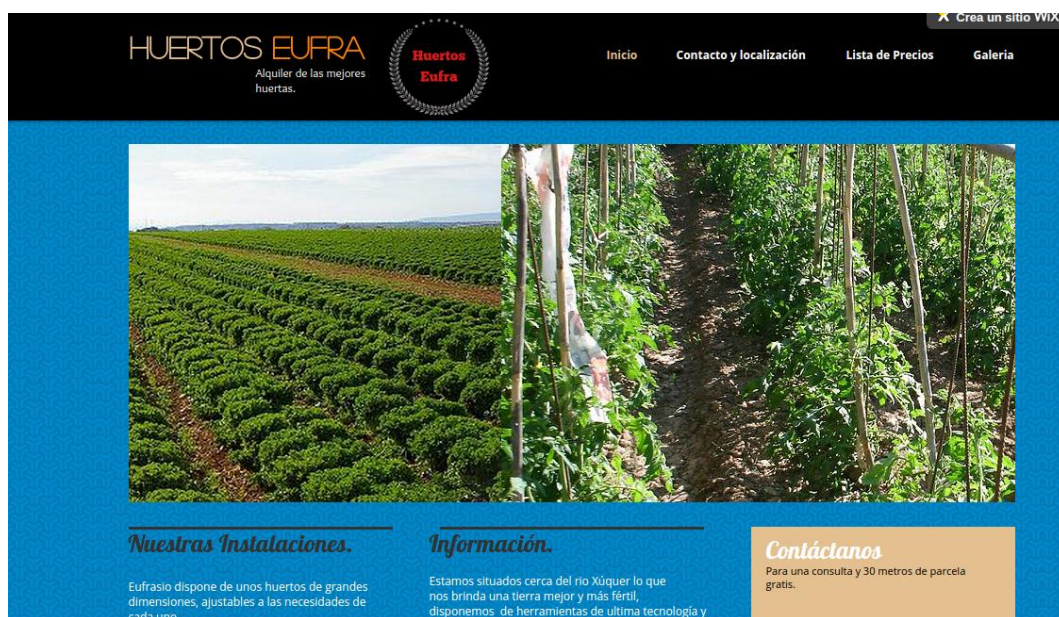 Crea un sitio WiX
HUERTOS EUFRA
Alquiler de las mejores
huertas.
Huertos
Eufra
Inicio
Contacto y localización
Lista de Precios
Galeria
Nuestras Instalaciones.
Eufrasio dispone de unos huertos de grandes
dimensiones, ajustables a las necesidades de
cada uno
Información.
Estamos situados cerca del rio Xúquer lo que
nos brinda una tierra mejor y más fértil,
disponemos de herramientas de ultima tecnología y
Contáctanos
Para una consulta y 30 metros de parcela
gratis.